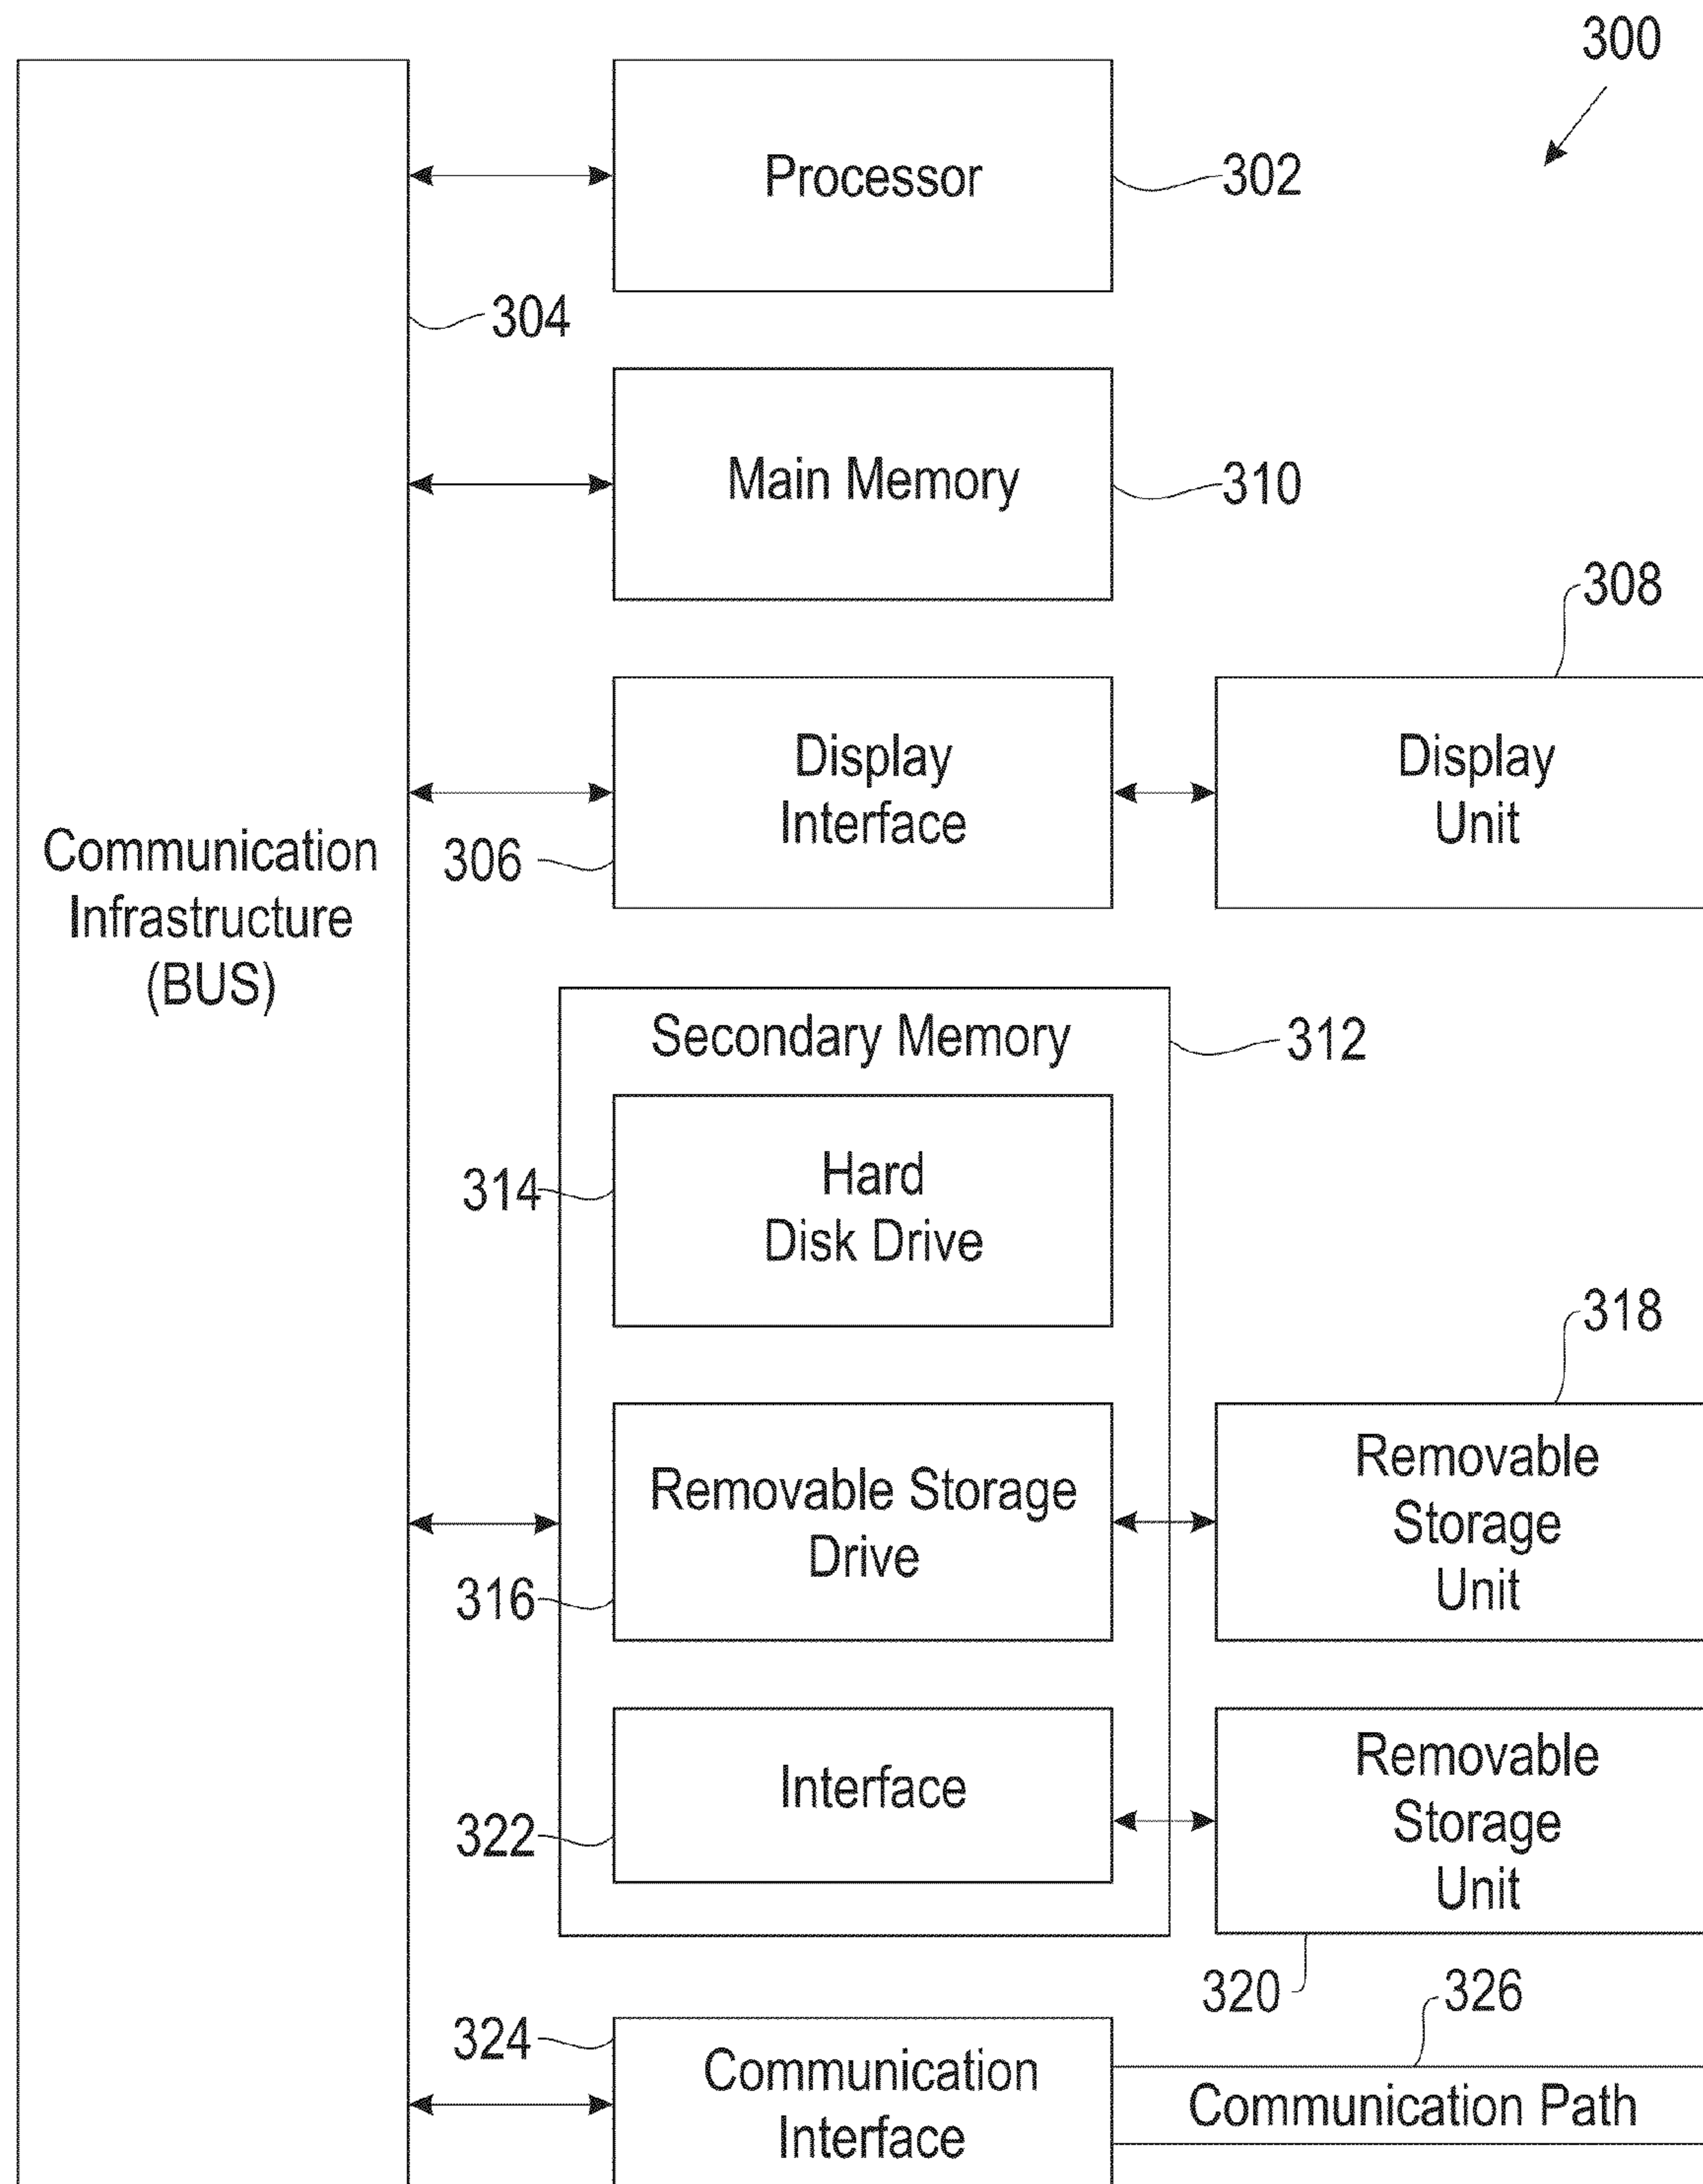 300
Processor
302
304
Main Memory
310
308
Display
Interface
Display
Unit
306
Communication
Infrastructure
(BUS)
Secondary Memory
312
Hard
Disk Drive
314
318
Removable Storage
Drive
316
Removable
Storage
Unit
Interface
322
Removable
Storage
Unit
320
326
324
Communication
Interface
Communication Path